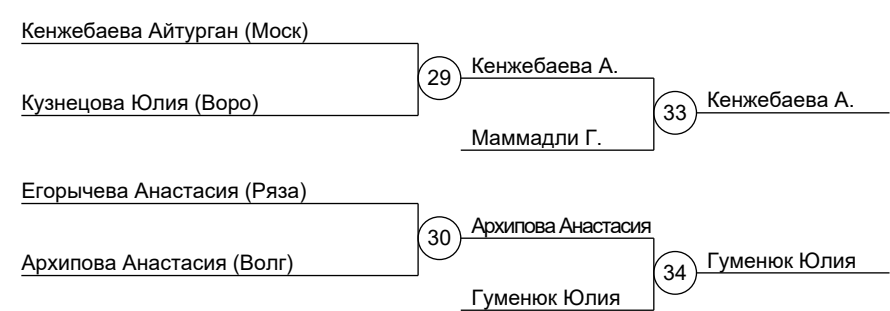 Кенжебаева Айтурган (Моск)
29
Кенжебаева А.
Кузнецова Юлия (Воро)
33
Кенжебаева А.
Маммадли Г.
Егорычева Анастасия (Ряза)
30
Архипова Анастасия
Архипова Анастасия (Волг)
34
Гуменюк Юлия
Гуменюк Юлия